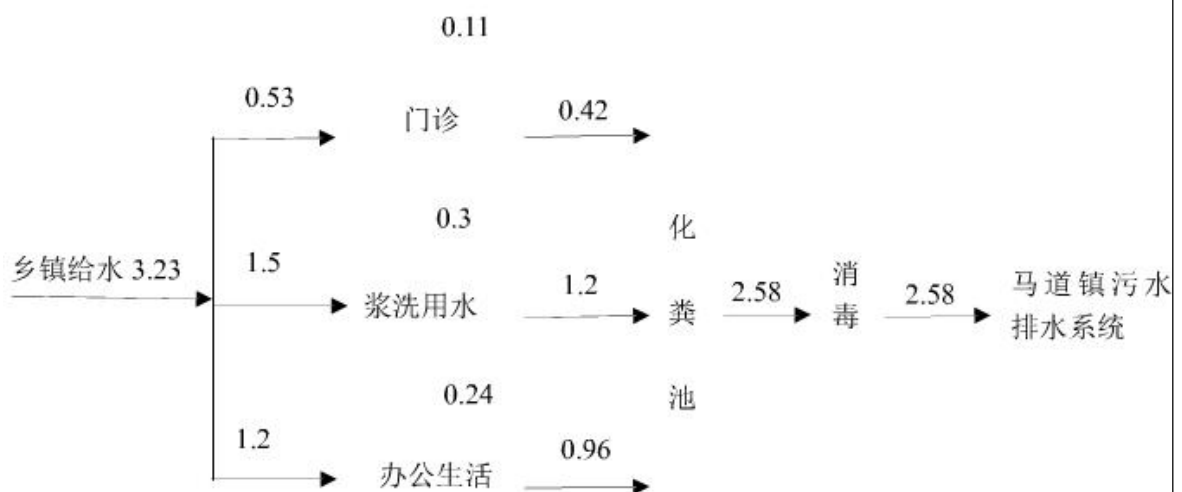 0.11
0.53
门诊
0.42
0.3
乡镇给水 3.23
1.5
浆洗用水
1.2
化
粪
池
2.58
消
毒
2.58
马道镇污水
排水系统
0.24
1.2
办公生活
0.96